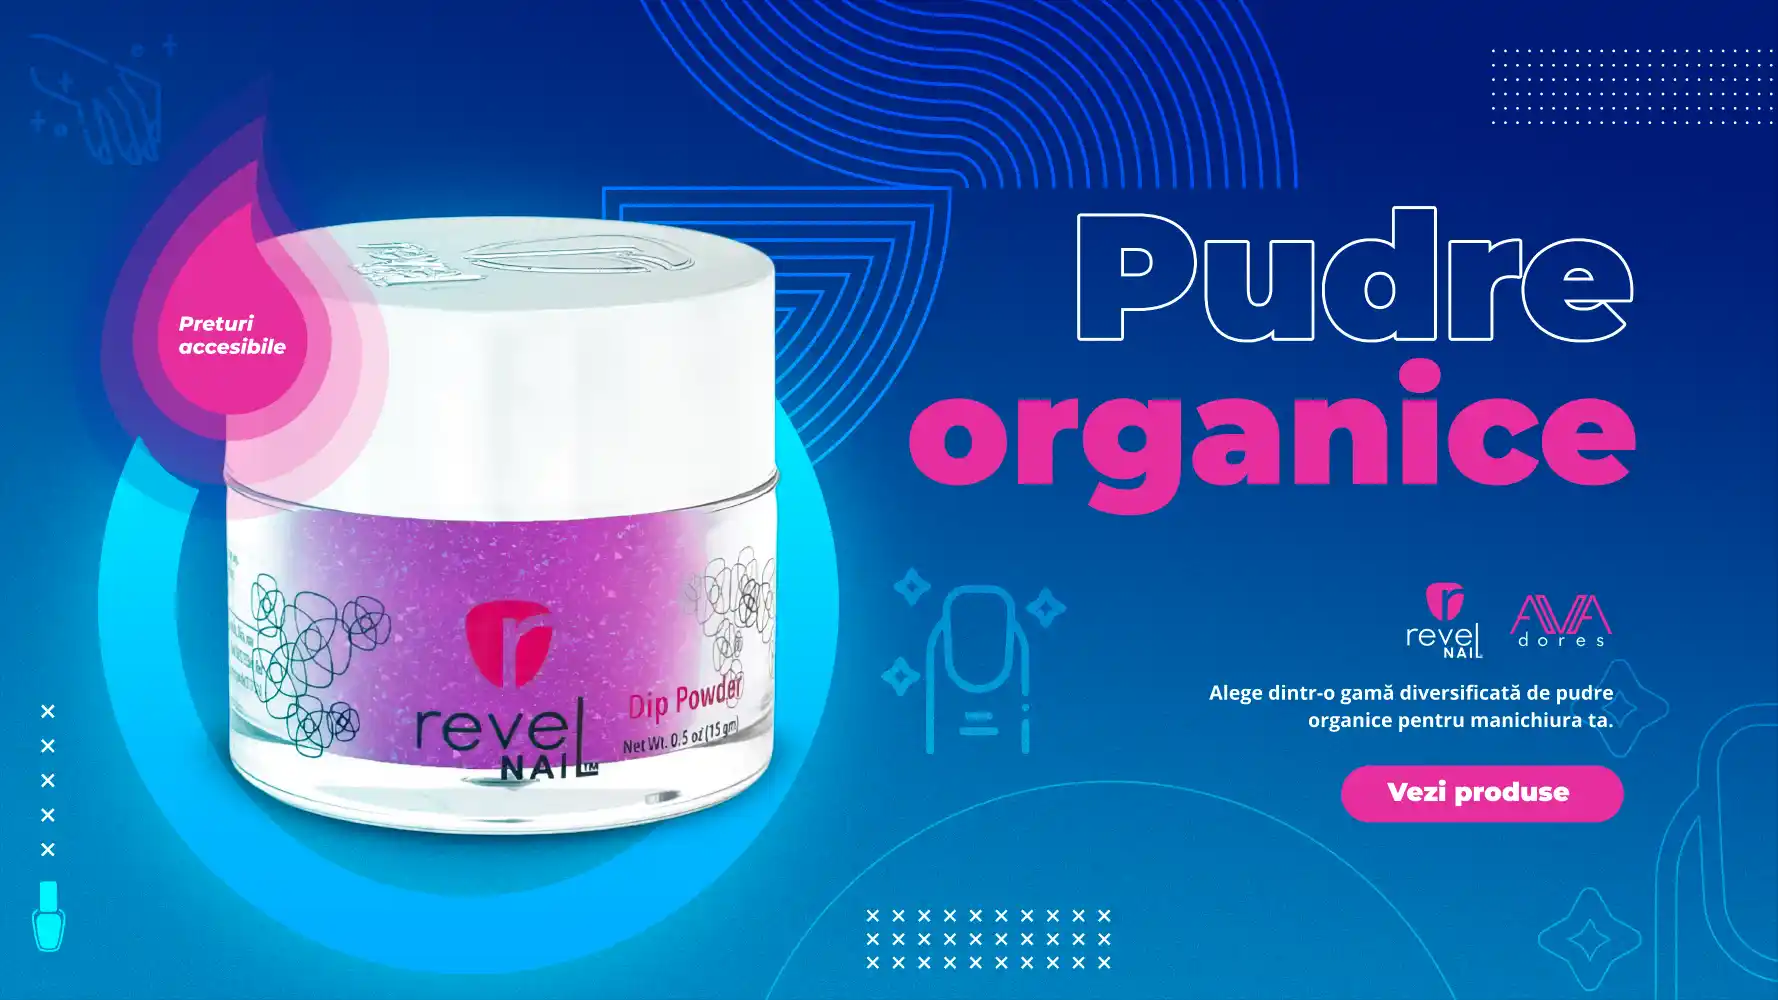 Preturi
accesibile
Pudre
organice
revel
NAIL
Dip Powder
Net Wt. 0.5 oz (15 gm)
revel
NAIL™
AVA
dores
Alege dintr-o gamă diversificată de pudre
organice pentru manichiura ta.
Vezi produse